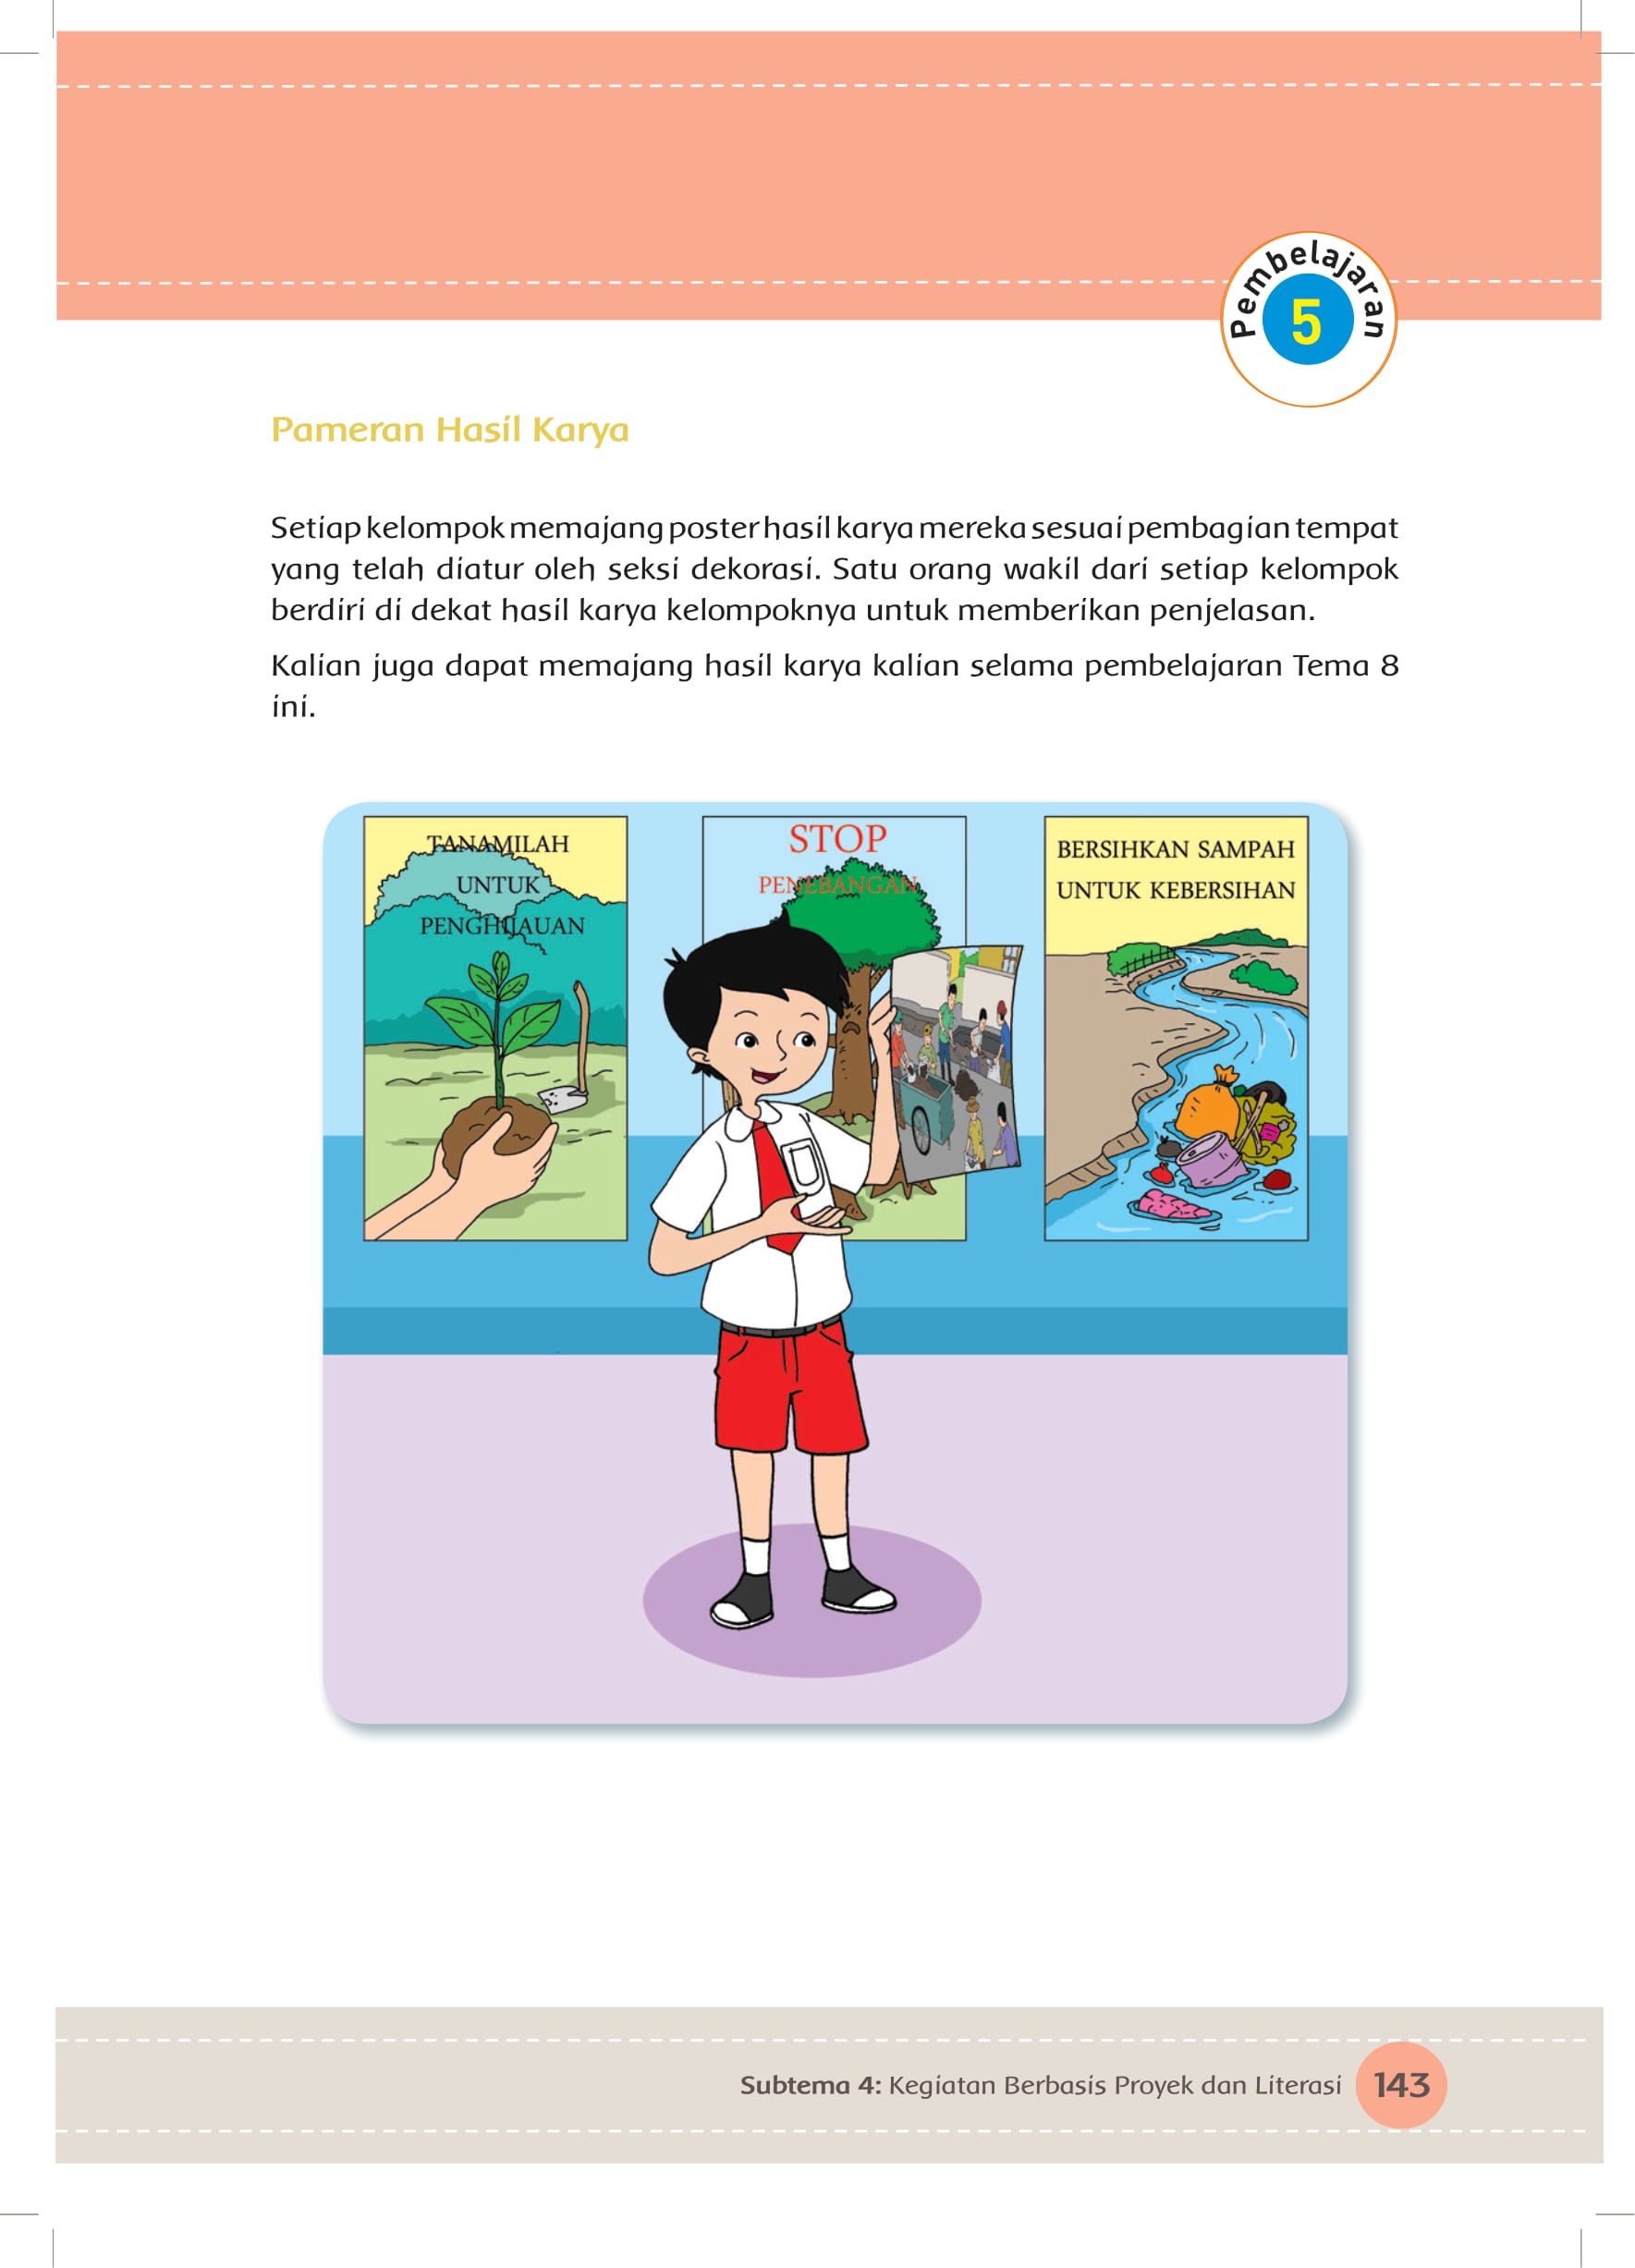 Pembelajaran
5
Pameran Hasil Karya
Setiap kelompok memajang poster hasil karya mereka sesuai pembagian tempat
yang telah diatur oleh seksi dekorasi. Satu orang wakil dari setiap kelompok
berdiri di dekat hasil karya kelompoknya untuk memberikan penjelasan.
Kalian juga dapat memajang hasil karya kalian selama pembelajaran Tema 8
ini.
TANAMILAH
UNTUK
PENGHIJAUAN
STOP
PENEBANGAN
BERSIHKAN SAMPAH
UNTUK KEBERSIHAN
Subtema 4: Kegiatan Berbasis Proyek dan Literasi
143